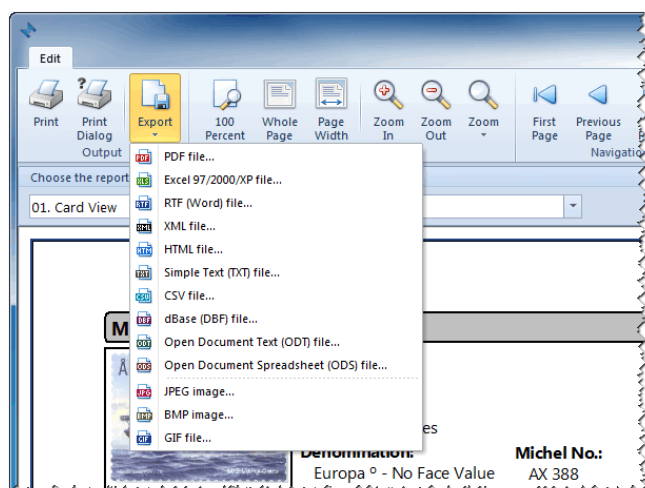 Edit
Print
Print Dialog
Export
100 Percent
Whole Page
Page Width
Zoom In
Zoom Out
Zoom
First Page
Previous Page
Output
Choose the report
01. Card View
PDF file...
Excel 97/2000/XP file...
RTF (Word) file...
XML file...
HTML file...
Simple Text (TXT) file...
CSV file...
dBase (DBF) file...
Open Document Text (ODT) file...
Open Document Spreadsheet (ODS) file...
JPEG image...
BMP image...
GIF file...
M
Å
es
Denomination:
Michel No.:
Europa º - No Face Value
AX 388